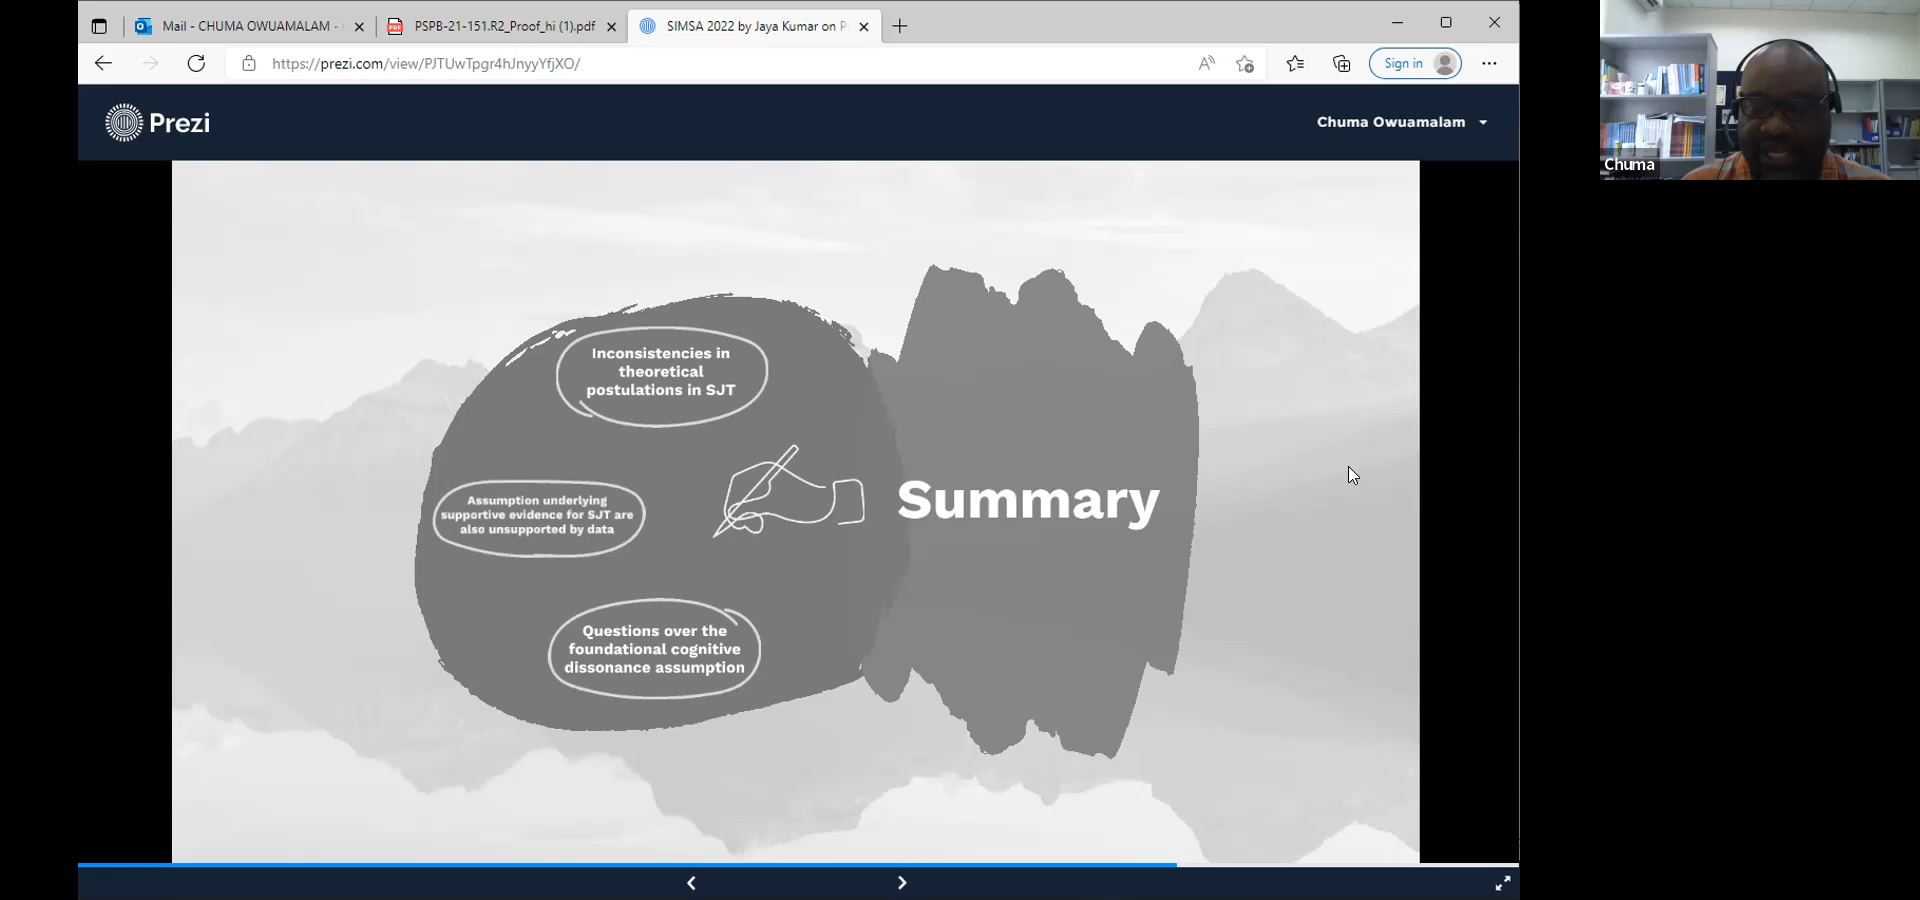 Mail - CHUMA OWUAMALAM -
PSPB-21-151.R2_Proof_hi (1).pdf
SIMSA 2022 by Jaya Kumar on P
https://prezi.com/view/PJTUwTpgr4hJnyyYfjXO/
Sign in
Prezi
Chuma Owuamalam
Chuma
Inconsistencies in
theoretical
postulations in SJT
Assumption underlying
supportive evidence for SJT are
also unsupported by data
Summary
Questions over the
foundational cognitive
dissonance assumption